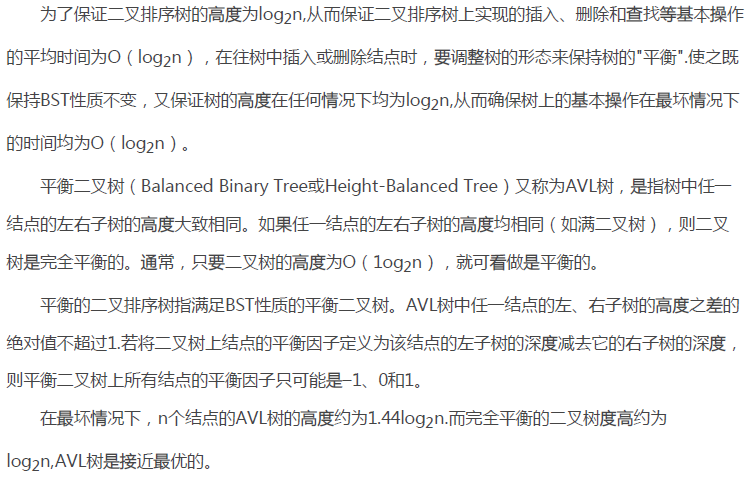 为了保证二叉排序树的高度为log2n,从而保证二叉排序树上实现的插入、删除和查找等基本操作
的平均时间为O（log2n），在往树中插入或删除结点时，要调整树的形态来保持树的"平衡".使之既
保持BST性质不变，又保证树的高度在任何情况下均为log2n,从而确保树上的基本操作在最坏情况下
的时间均为O（log2n）。
平衡二叉树（Balanced Binary Tree或Height-Balanced Tree）又称为AVL树，是指树中任一
结点的左右子树的高度大致相同。如果任一结点的左右子树的高度均相同（如满二叉树），则二叉
树是完全平衡的。通常，只要二叉树的高度为O（1og2n），就可看做是平衡的。
平衡的二叉排序树指满足BST性质的平衡二叉树。AVL树中任一结点的左、右子树的高度之差的
绝对值不超过1.若将二叉树上结点的平衡因子定义为该结点的左子树的深度减去它的右子树的深度，
则平衡二叉树上所有结点的平衡因子只可能是–1、0和1。
在最坏情况下，n个结点的AVL树的高度约为1.44log2n.而完全平衡的二叉树度高约为
log2n,AVL树是接近最优的。